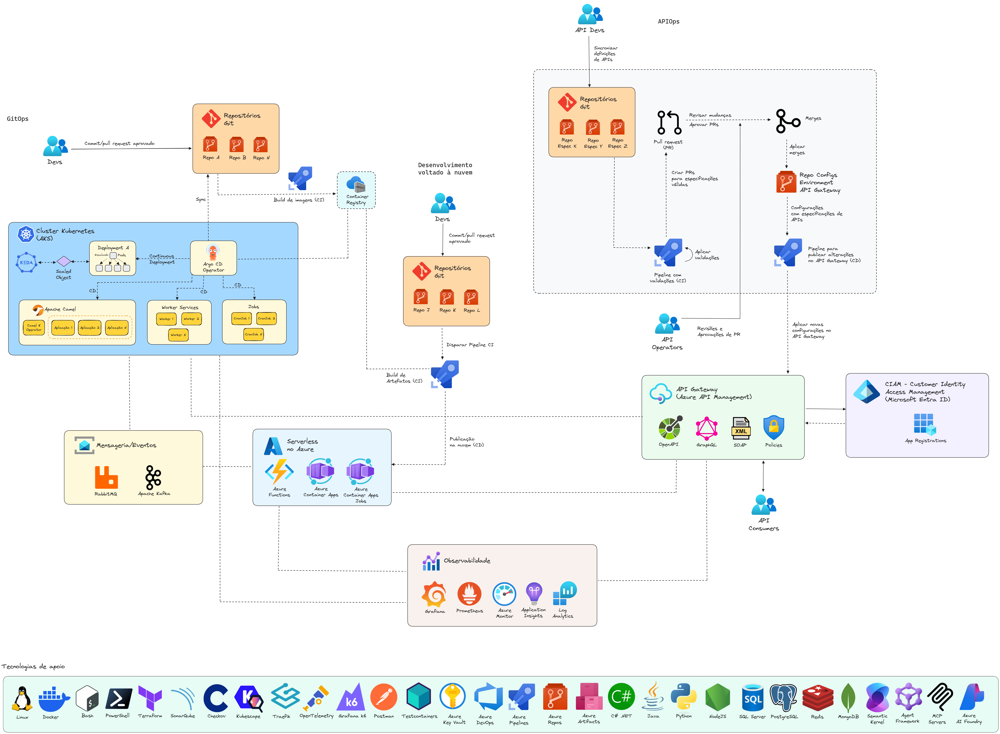 API Devs
APIOps
Sincronizar
definições
de APIs
GitOps
Devs
Commit/pull request aprovado
Repositórios
Git
Repo A
Repo B
Repo N
Sync
Build de imagens (CI)
Container
Registry
Cluster Kubernetes
(AKS)
KEDA
Scaled
Object
Deployment A
Escalando
Pods
Continuous
Deployment
Argo CD
Operator
CD
CD
CD
Apache Camel
Camel K
Operator
Aplicação 1
Aplicação 2
Aplicação N
Worker Services
Worker 1
Worker 2
Worker N
Jobs
CronJob 1
CronJob 2
CronJob N
Desenvolvimento
voltado à nuvem
Devs
Commit/pull request
aprovado
Repositórios
Git
Repo J
Repo K
Repo L
Disparar Pipeline CI
Build de
Artefatos (CI)
Publicação
na nuvem (CD)
Repositórios
Git
Repo
Espec X
Repo
Espec Y
Repo
Espec Z
Pull request
(PR)
Revisar mudanças
Aprovar PRs
Merges
Aplicar
merges
Criar PRs
para especificações
válidas
Repo Configs
Environment
API Gateway
Configurações
com especificações de
APIs
Aplicar
validações
Pipeline com
validações (CI)
Pipeline para
publicar alterações
no API Gateway (CD)
API
Operators
Revisões e
Aprovações de PR
Aplicar novas
configurações no
API Gateway
API Gateway
(Azure API Management)
OpenAPI
GraphQL
XML
SOAP
Policies
CIAM - Customer Identity
Access Management
(Microsoft Entra ID)
App Registrations
API
Consumers
Mensageria/Eventos
RabbitMQ
Apache Kafka
Serverless
no Azure
Azure
Functions
Azure
Container Apps
Azure
Container Apps
Jobs
Observabilidade
Grafana
Prometheus
Azure
Monitor
Application
Insights
Log
Analytics
Tecnologias de apoio
Linux
Docker
Bash
PowerShell
Terraform
SonarQube
Checkov
K
Kubescape
Traefik
OpenTelemetry
k6
Grafana k6
Postman
Testcontainers
Azure
Key Vault
Azure
DevOps
Azure
Pipelines
Azure
Repos
Azure
Artifacts
C#
C# .NET
Java
Python
NodeJS
SQL
SQL Server
PostgreSQL
Redis
MongoDB
Semantic
Kernel
Agent
Framework
MCP
Servers
Azure
AI Foundry